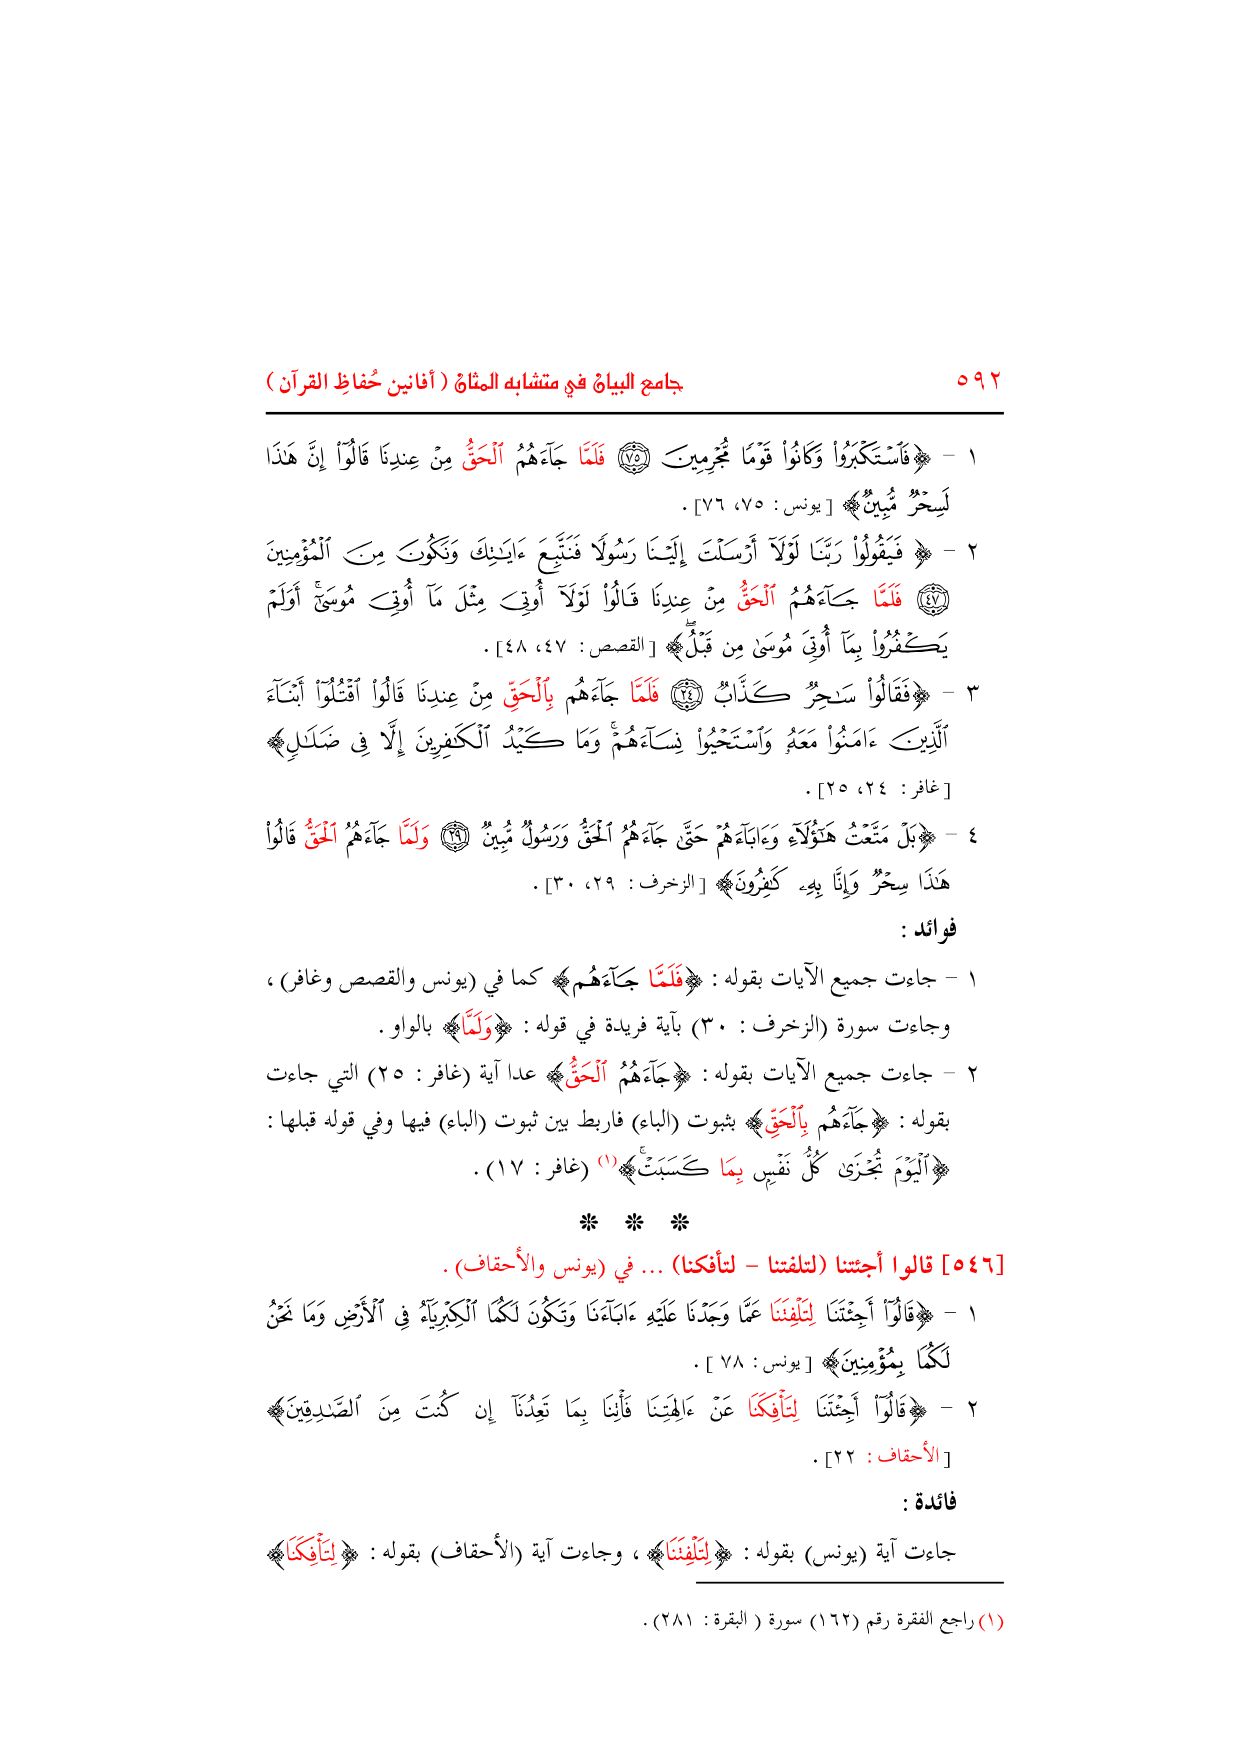 ٥٩٢ جامع البيان في متشابه المثان ( أفانين حُفاظِ القرآن )
١ – ﴿فَٱسْتَكْبَرُوا۟ وَكَانُوا۟ قَوْمًا مُّجْرِمِينَ ٧٥ فَلَمَّا جَآءَهُمُ ٱلْحَقُّ مِنْ عِندِنَا قَالُوٓا۟ إِنَّ هَٰذَا
لَسِحْرٌ مُّبِينٌ﴾ [يونس: ٧٥، ٧٦].
٢ – ﴿ فَيَقُولُوا۟ رَبَّنَا لَوْلَآ أَرْسَلْتَ إِلَيْنَا رَسُولًا فَنَتَّبِعَ ءَايَٰتِكَ وَنَكُونَ مِنَ ٱلْمُؤْمِنِينَ
٤٧ فَلَمَّا جَآءَهُمُ ٱلْحَقُّ مِنْ عِندِنَا قَالُوا۟ لَوْلَآ أُوتِىَ مِثْلَ مَآ أُوتِىَ مُوسَىٰٓ ۚ أَوَلَمْ
يَكْفُرُوا۟ بِمَآ أُوتِىَ مُوسَىٰ مِن قَبْلُ ۖ﴾ [القصص: ٤٧، ٤٨].
٣ – ﴿فَقَالُوا۟ سَٰحِرٌ كَذَّابٌ ٢٤ فَلَمَّا جَآءَهُم بِٱلْحَقِّ مِنْ عِندِنَا قَالُوا۟ ٱقْتُلُوٓا۟ أَبْنَآءَ
ٱلَّذِينَ ءَامَنُوا۟ مَعَهُۥ وَٱسْتَحْيُوا۟ نِسَآءَهُمْ ۚ وَمَا كَيْدُ ٱلْكَٰفِرِينَ إِلَّا فِى ضَلَٰلٍ﴾
[غافر: ٢٤، ٢٥].
٤ – ﴿بَلْ مَتَّعْتُ هَٰٓؤُلَآءِ وَءَابَآءَهُمْ حَتَّىٰ جَآءَهُمُ ٱلْحَقُّ وَرَسُولٌ مُّبِينٌ ٢٩ وَلَمَّا جَآءَهُمُ ٱلْحَقُّ قَالُوا۟
هَٰذَا سِحْرٌ وَإِنَّا بِهِۦ كَٰفِرُونَ﴾ [الزخرف: ٢٩، ٣٠].
فوائد :
١ – جاءت جميع الآيات بقوله : ﴿فَلَمَّا جَآءَهُم﴾ كما في (يونس والقصص وغافر) ،
وجاءت سورة (الزخرف : ٣٠) بآية فريدة في قوله : ﴿وَلَمَّا﴾ بالواو .
٢ – جاءت جميع الآيات بقوله : ﴿جَآءَهُمُ ٱلْحَقُّ﴾ عدا آية (غافر : ٢٥) التي جاءت
بقوله : ﴿جَآءَهُم بِٱلْحَقِّ﴾ بثبوت (الباء) فاربط بين ثبوت (الباء) فيها وفي قوله قبلها :
﴿ٱلْيَوْمَ تُجْزَىٰ كُلُّ نَفْسٍۭ بِمَا كَسَبَتْ ۚ﴾(١) (غافر : ١٧) .
* * *
[٥٤٦] قالوا أجئتنا (لتلفتنا – لتأفكنا) ... في (يونس والأحقاف) .
١ – ﴿قَالُوٓا۟ أَجِئْتَنَا لِتَلْفِتَنَا عَمَّا وَجَدْنَا عَلَيْهِ ءَابَآءَنَا وَتَكُونَ لَكُمَا ٱلْكِبْرِيَآءُ فِى ٱلْأَرْضِ وَمَا نَحْنُ
لَكُمَا بِمُؤْمِنِينَ﴾ [يونس: ٧٨ ] .
٢ – ﴿قَالُوٓا۟ أَجِئْتَنَا لِتَأْفِكَنَا عَنْ ءَالِهَتِنَا فَأْتِنَا بِمَا تَعِدُنَآ إِن كُنتَ مِنَ ٱلصَّٰدِقِينَ﴾
[الأحقاف : ٢٢] .
فائدة :
جاءت آية (يونس) بقوله : ﴿لِتَلْفِتَنَا﴾ ، وجاءت آية (الأحقاف) بقوله : ﴿لِتَأْفِكَنَا﴾
(١) راجع الفقرة رقم (١٦٢) سورة ( البقرة : ٢٨١) .